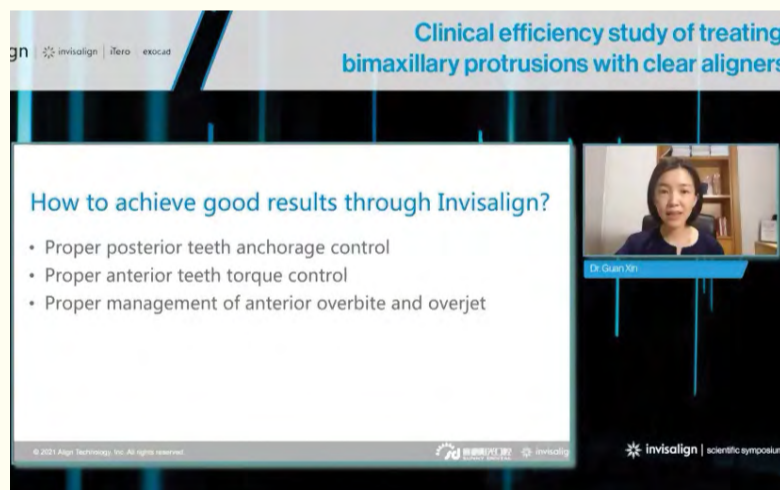 gn | invisalign | iTero | exocad
Clinical efficiency study of treating
bimaxillary protrusions with clear aligners
How to achieve good results through Invisalign?
• Proper posterior teeth anchorage control
• Proper anterior teeth torque control
• Proper management of anterior overbite and overjet
Dr. Guan Xin
© 2021 Align Technology, Inc. All rights reserved.
invisalig
invisalign | scientific symposium